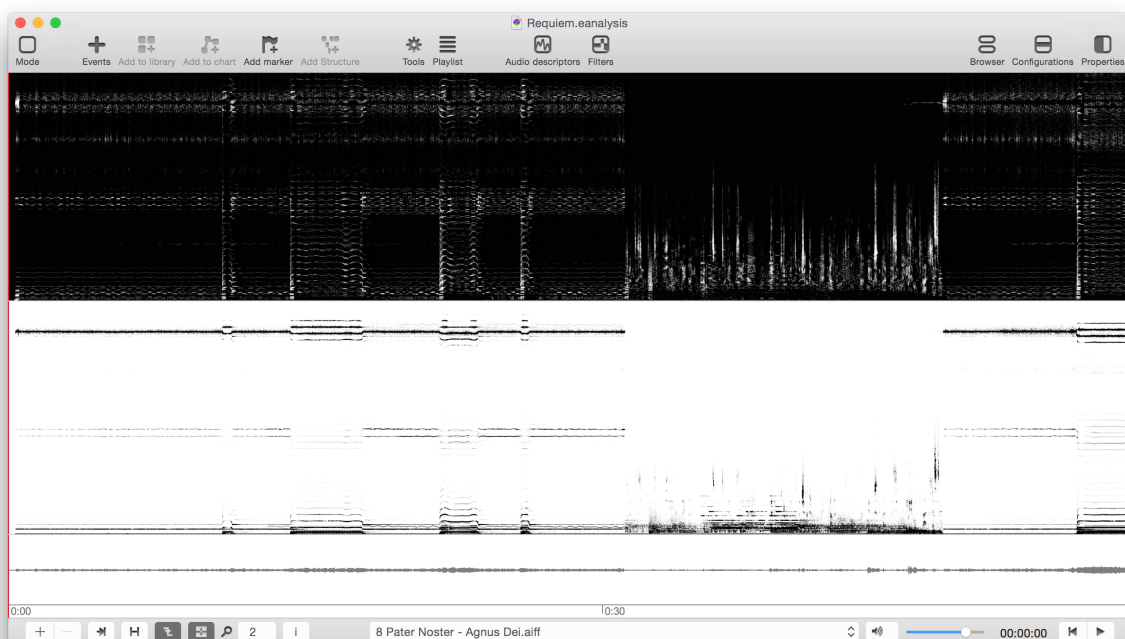 Requiem.eanalysis
Mode Events Add to library Add to chart Add marker Add Structure Tools Playlist Audio descriptors Filters Browser Configurations Properties
0:00 0:30
2 i 8 Pater Noster - Agnus Dei.aiff 00:00:00